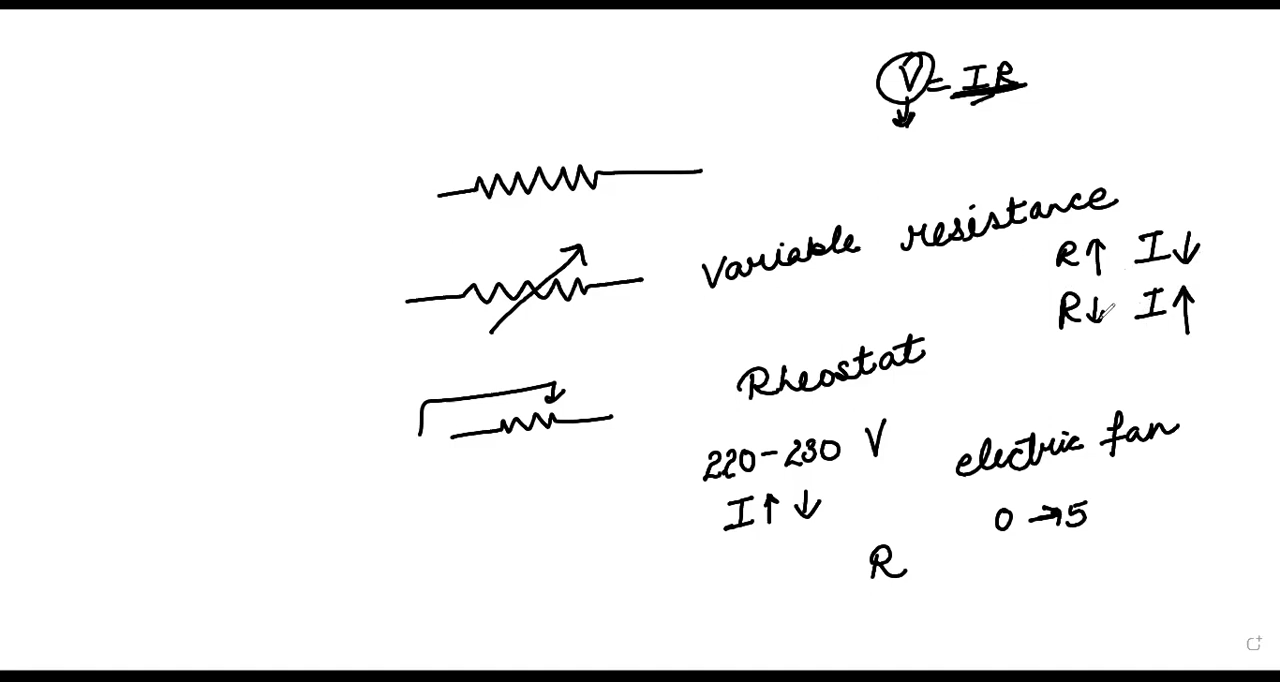 V = IR
Variable resistance
R↑ I↓
R↓ I↑
Rheostat
220-230 V
electric fan
I↑ ↓
0 → 5
R